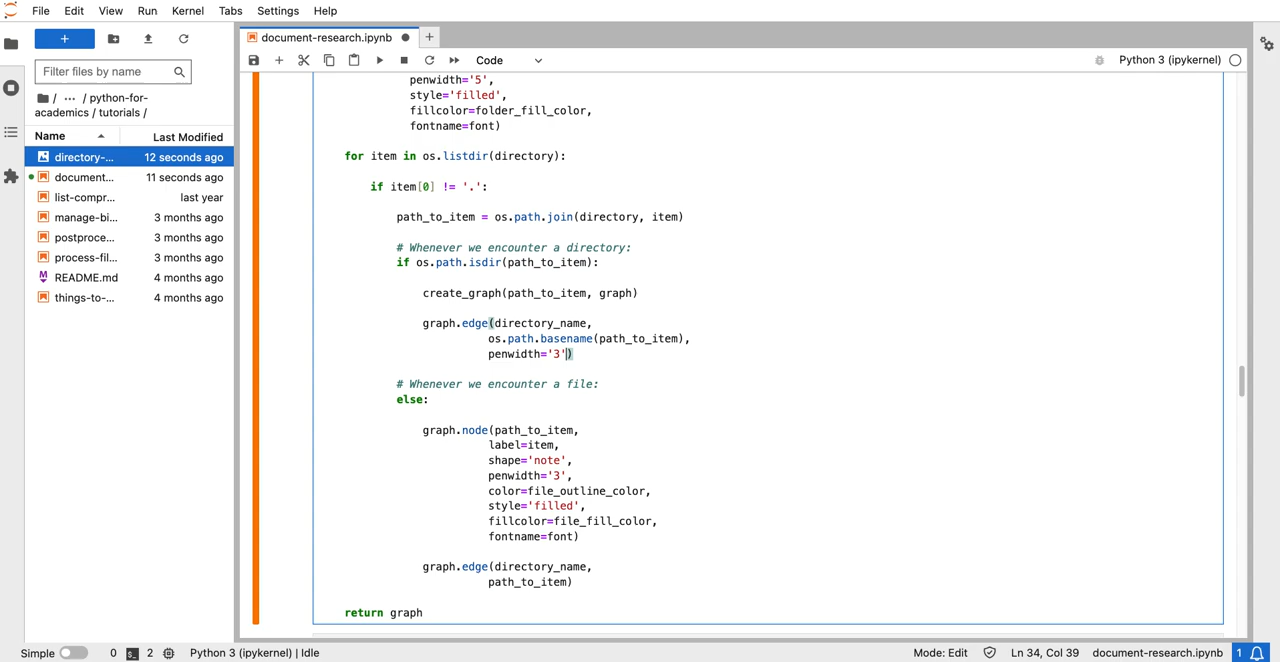 File Edit View Run Kernel Tabs Settings Help
+
Filter files by name
/ ··· / python-for-
academics / tutorials /
Name Last Modified
directory-... 12 seconds ago
document... 11 seconds ago
list-compr... last year
manage-bi... 3 months ago
postproce... 3 months ago
process-fil... 3 months ago
README.md 4 months ago
things-to-... 4 months ago
document-research.ipynb
+
Code
Python 3 (ipykernel)
penwidth='5',
style='filled',
fillcolor=folder_fill_color,
fontname=font)
for item in os.listdir(directory):
if item[0] != '.':
path_to_item = os.path.join(directory, item)
# Whenever we encounter a directory:
if os.path.isdir(path_to_item):
create_graph(path_to_item, graph)
graph.edge(directory_name,
os.path.basename(path_to_item),
penwidth='3')
# Whenever we encounter a file:
else:
graph.node(path_to_item,
label=item,
shape='note',
penwidth='3',
color=file_outline_color,
style='filled',
fillcolor=file_fill_color,
fontname=font)
graph.edge(directory_name,
path_to_item)
return graph
Simple 0 $_ 2 Python 3 (ipykernel) | Idle
Mode: Edit Ln 34, Col 39 document-research.ipynb 1